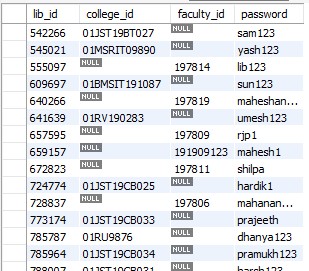 lib_id college_id faculty_id password
542266 01JST19BT027 NULL sam123
545021 01MSRIT09890 NULL yash123
555097 NULL 197814 lib123
609697 01BMSIT191087 NULL sun123
640266 NULL 197819 maheshan...
641639 01RV190283 NULL umesh123
657595 NULL 197809 rjp1
659157 NULL 191909123 mahesh1
672823 NULL 197811 shilpa
724774 01JST19CB025 NULL hardik1
728837 NULL 197806 mahanan...
773174 01JST19CB033 NULL prajeeth
785787 01RU9876 NULL dhanya123
785964 01JST19CB034 NULL pramukh123
788007 01JST19CB031 NULL harsh123